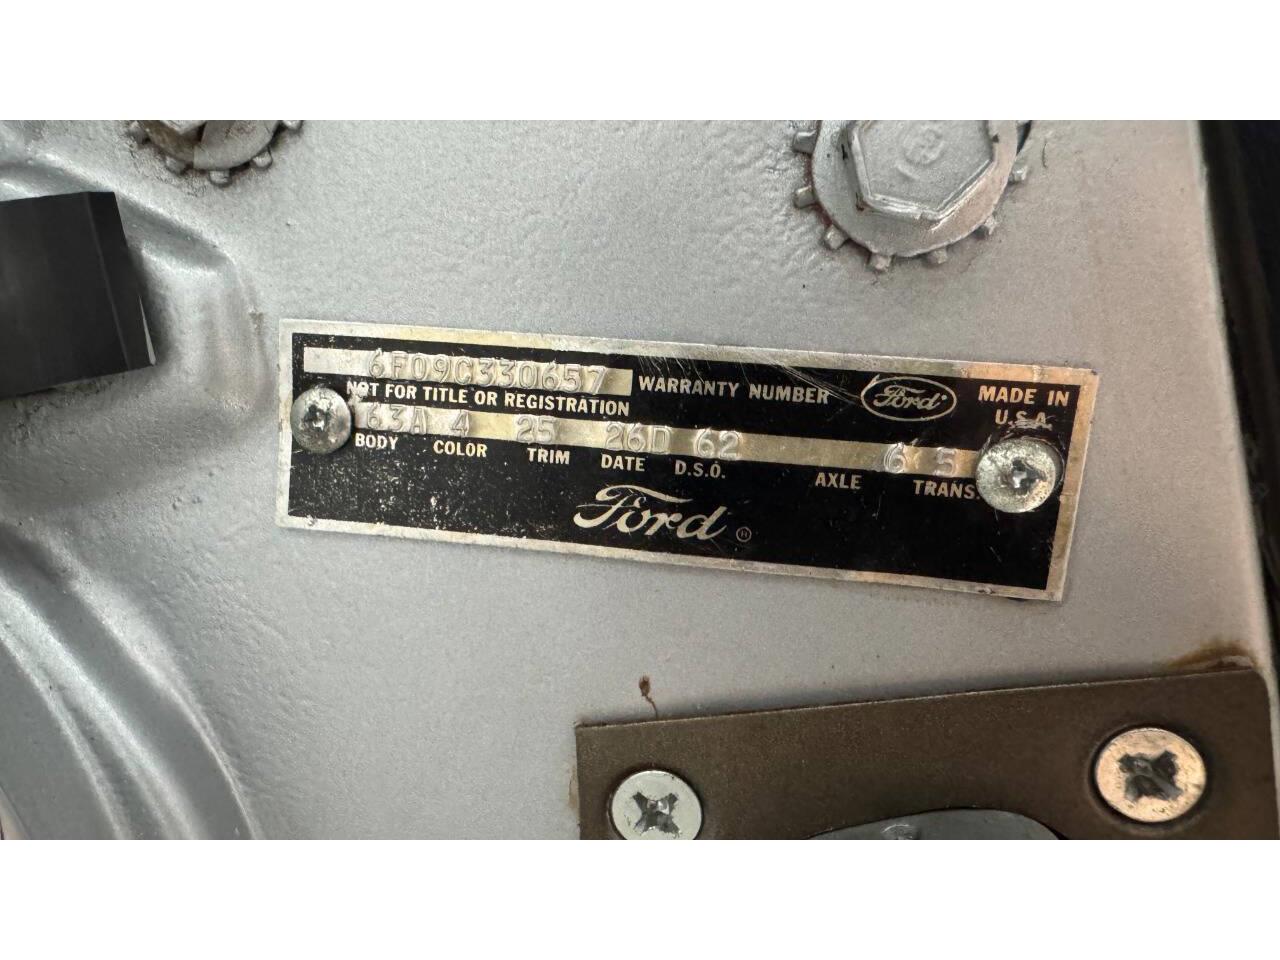 6F09C330657 WARRANTY NUMBER Ford MADE IN U.S.A.
NOT FOR TITLE OR REGISTRATION
63A 4 25 26D 62 6 5
BODY COLOR TRIM DATE D.S.O. AXLE TRANS.
Ford ®